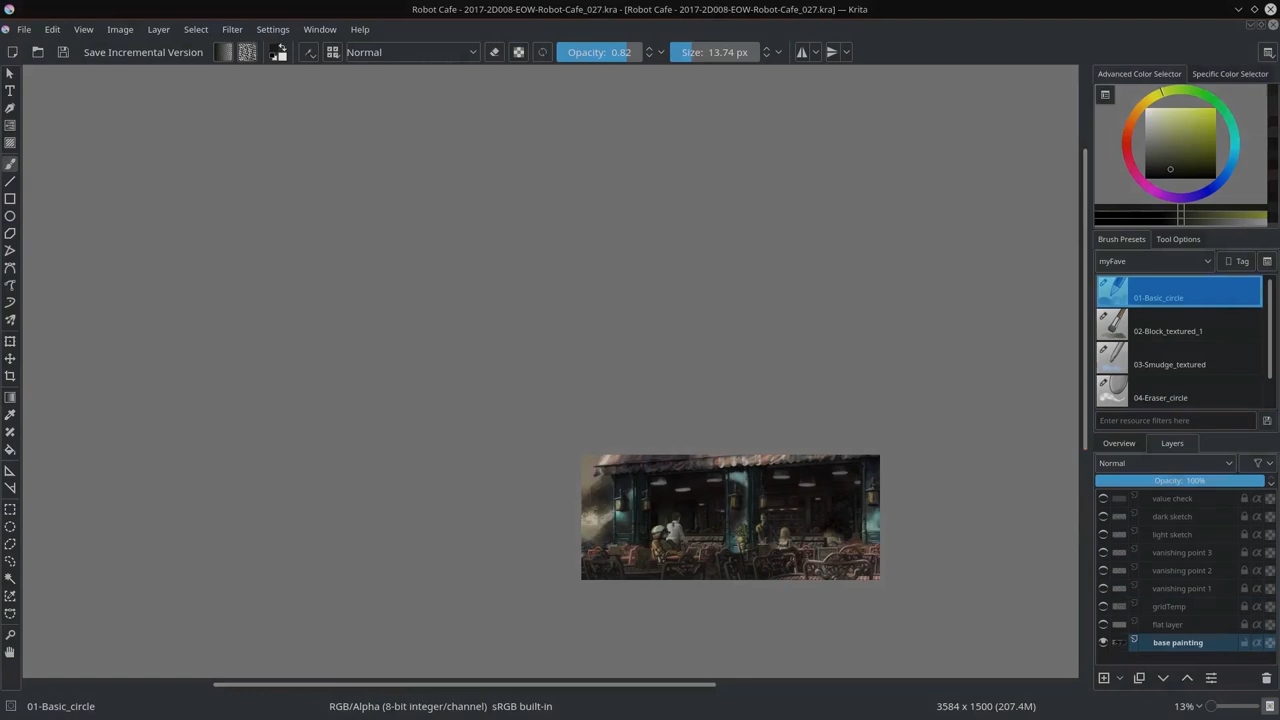 Robot Cafe - 2017-2D008-EOW-Robot-Cafe_027.kra - [Robot Cafe - 2017-2D008-EOW-Robot-Cafe_027.kra] — Krita
File Edit View Image Layer Select Filter Settings Window Help
Save Incremental Version Normal Opacity: 0.82 Size: 13.74 px
Advanced Color Selector Specific Color Selector
Brush Presets Tool Options
myFave Tag
01-Basic_circle
02-Block_textured_1
03-Smudge_textured
04-Eraser_circle
Enter resource filters here
Overview Layers
Normal
Opacity: 100%
value check
dark sketch
light sketch
vanishing point 3
vanishing point 2
vanishing point 1
gridTemp
flat layer
base painting
01-Basic_circle RGB/Alpha (8-bit integer/channel) sRGB built-in 3584 x 1500 (207.4M) 13%